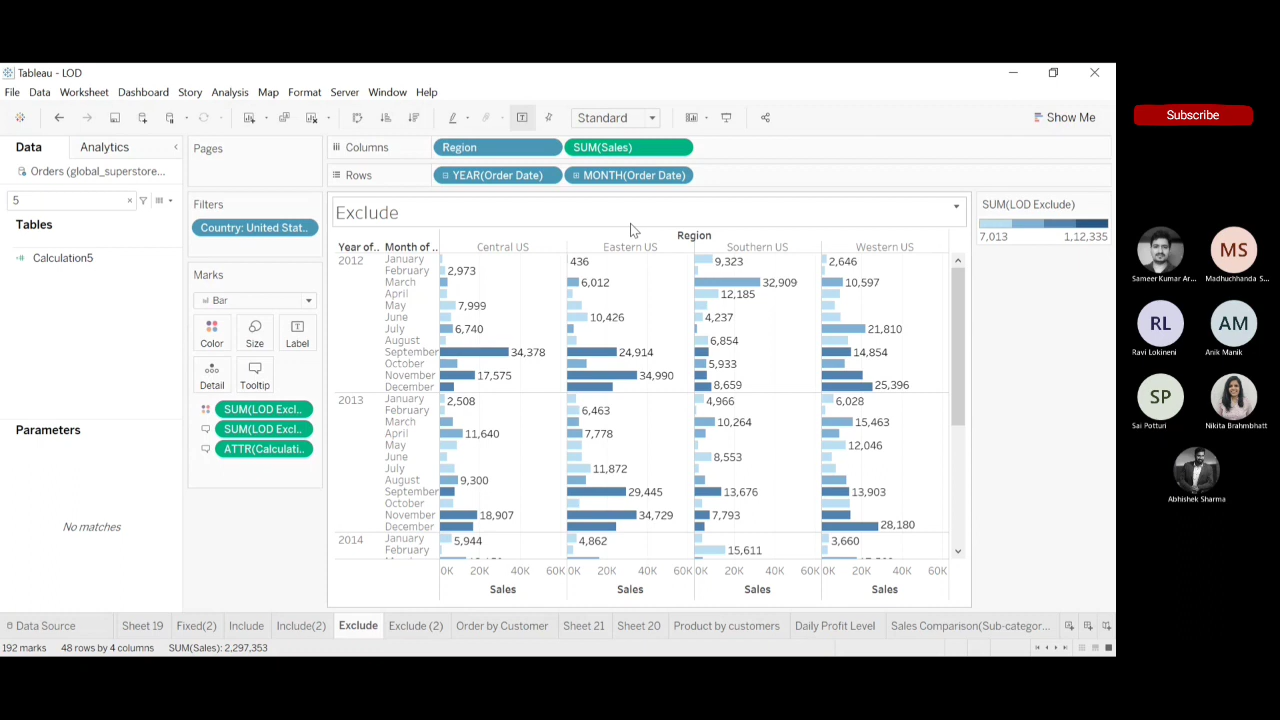 Tableau - LOD
File Data Worksheet Dashboard Story Analysis Map Format Server Window Help
Standard
Show Me
Subscribe
Data Analytics
Orders (global_superstore...
5
Tables
Calculation5
Parameters
No matches
Pages
Filters
Country: United Stat..
Marks
Bar
Color Size Label
Detail Tooltip
SUM(LOD Excl..
SUM(LOD Excl..
ATTR(Calculati..
Columns Region SUM(Sales)
Rows YEAR(Order Date) MONTH(Order Date)
Exclude
Region
Year of.. Month of .. Central US Eastern US Southern US Western US
2012 January 436 9,323 2,646
February 2,973
March 6,012 32,909 10,597
April 12,185
May 7,999
June 10,426 4,237
July 6,740 21,810
August 6,854
September 34,378 24,914 14,854
October 5,933
November 17,575 34,990
December 8,659 25,396
2013 January 2,508 4,966 6,028
February 6,463
March 10,264 15,463
April 11,640 7,778
May 12,046
June 8,553
July 11,872
August 9,300
September 29,445 13,676 13,903
October
November 18,907 34,729 7,793
December 28,180
2014 January 5,944 4,862 3,660
February 15,611
0K 20K 40K 60K 0K 20K 40K 60K 0K 20K 40K 60K 0K 20K 40K 60K
Sales Sales Sales Sales
SUM(LOD Exclude)
7,013 1,12,335
MS
Sameer Kumar Ar... Madhuchhanda S...
RL AM
Ravi Lokineni Anik Manik
SP
Sai Potturi Nikita Brahmbhatt
Abhishek Sharma
Data Source Sheet 19 Fixed(2) Include Include(2) Exclude Exclude (2) Order by Customer Sheet 21 Sheet 20 Product by customers Daily Profit Level Sales Comparison(Sub-categor...
192 marks 48 rows by 4 columns SUM(Sales): 2,297,353